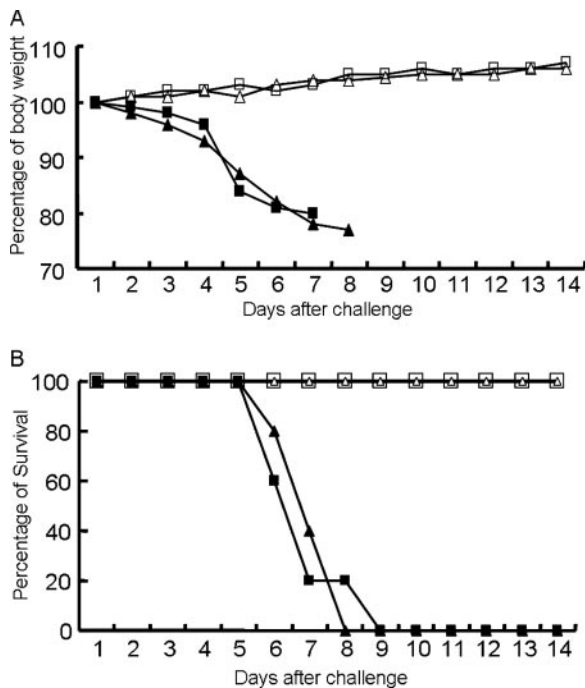 A
Percentage of body weight
110
100
90
80
70
1 2 3 4 5 6 7 8 9 10 11 12 13 14
Days after challenge
B
Percentage of Survival
100
80
60
40
20
0
1 2 3 4 5 6 7 8 9 10 11 12 13 14
Days after challenge